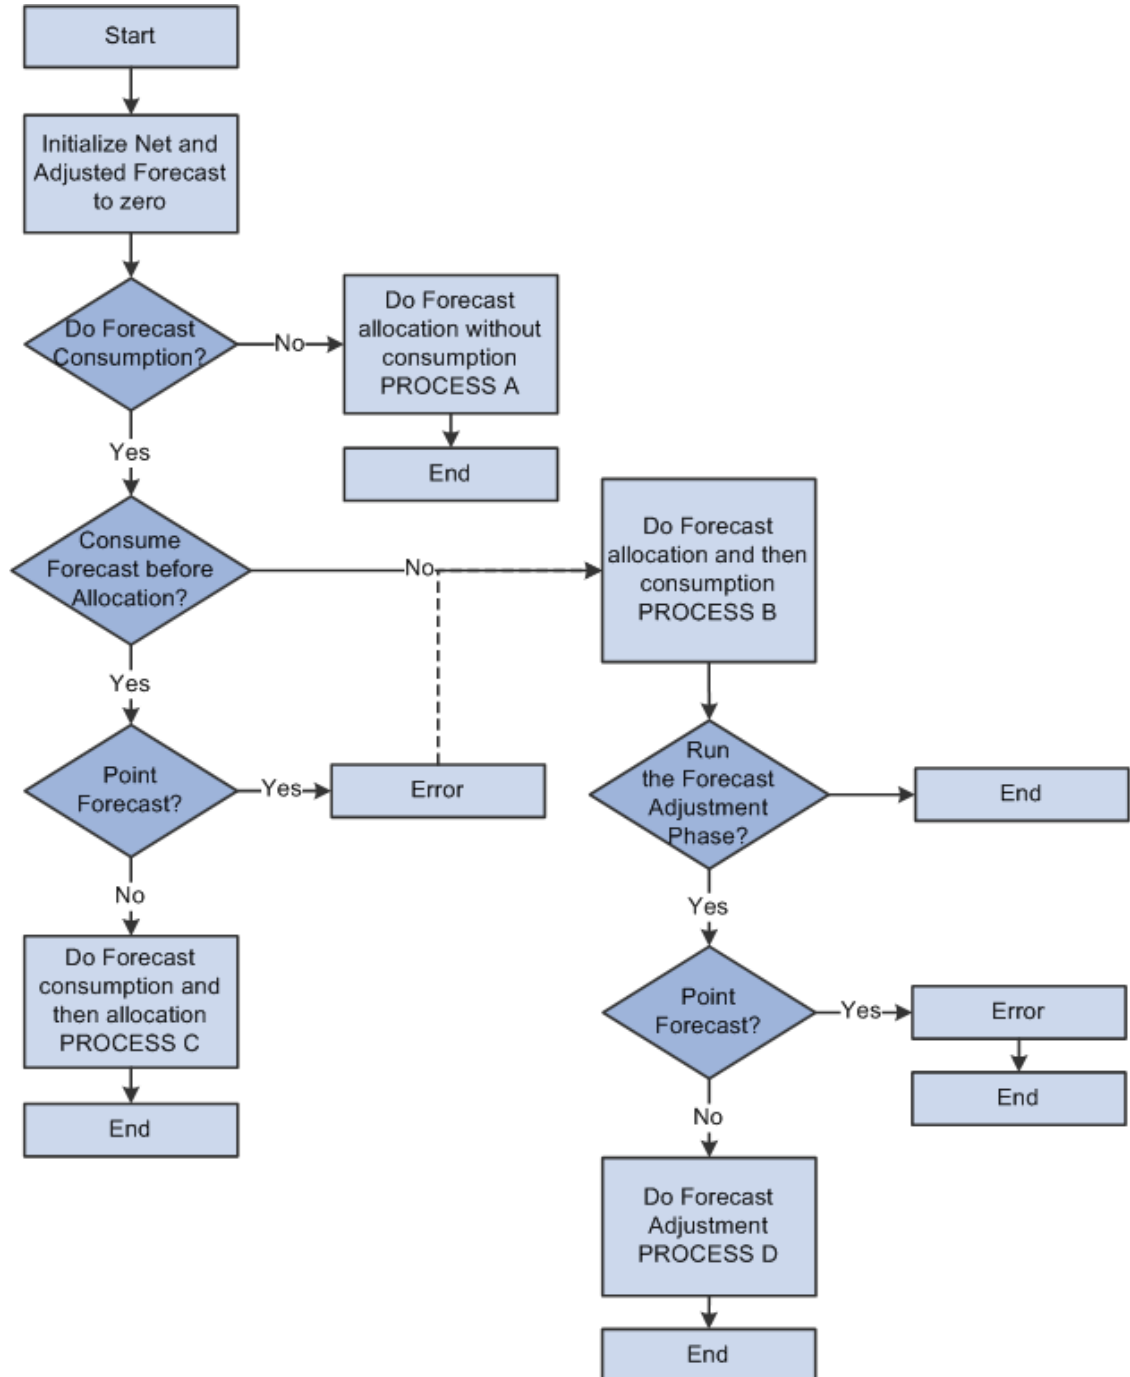 Start
Initialize Net and
Adjusted Forecast
to zero
Do Forecast
Consumption?
No
Do Forecast
allocation without
consumption
PROCESS A
End
Yes
Consume
Forecast before
Allocation?
No
Do Forecast
allocation and then
consumption
PROCESS B
Yes
Point
Forecast?
Yes
Error
Run
the Forecast
Adjustment
Phase?
End
No
Yes
Do Forecast
consumption and
then allocation
PROCESS C
End
Point
Forecast?
Yes
Error
End
No
Do Forecast
Adjustment
PROCESS D
End